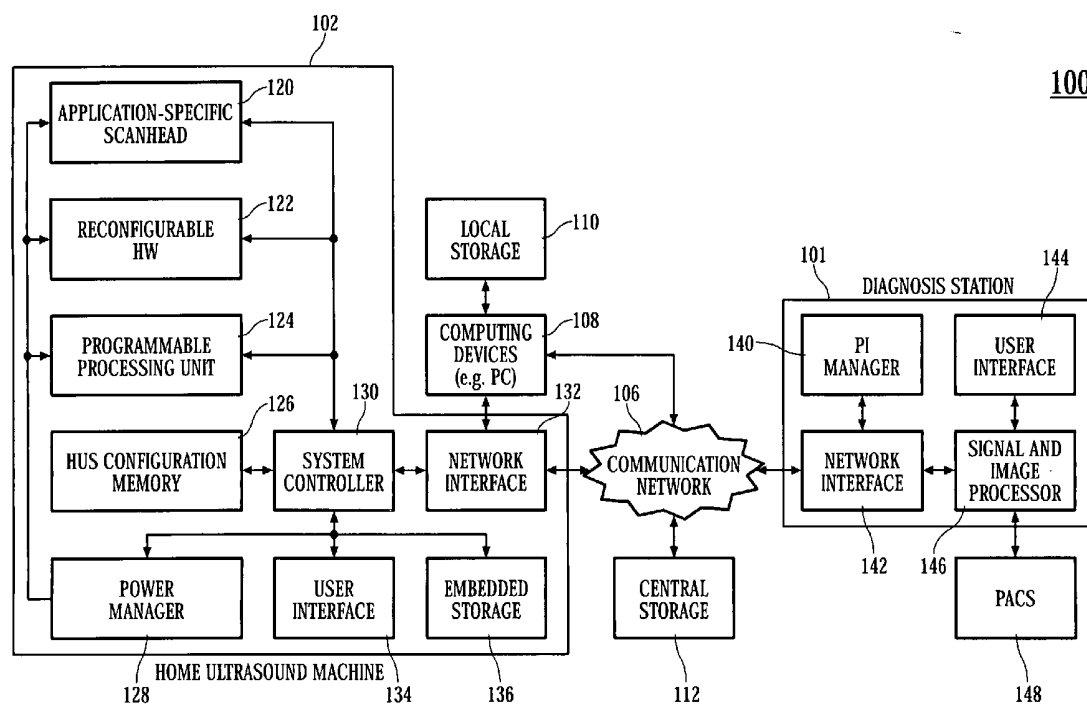 102
100
120
APPLICATION-SPECIFIC
SCANHEAD
122
RECONFIGURABLE
HW
LOCAL
STORAGE
110
101
DIAGNOSIS STATION
144
124
PROGRAMMABLE
PROCESSING UNIT
COMPUTING
DEVICES
(e.g. PC)
108
140
PI
MANAGER
USER
INTERFACE
126
130
132
106
HUS CONFIGURATION
MEMORY
SYSTEM
CONTROLLER
NETWORK
INTERFACE
COMMUNICATION
NETWORK
NETWORK
INTERFACE
SIGNAL AND
IMAGE
PROCESSOR
142
146
POWER
MANAGER
USER
INTERFACE
EMBEDDED
STORAGE
CENTRAL
STORAGE
PACS
HOME ULTRASOUND MACHINE
128
134
136
112
148